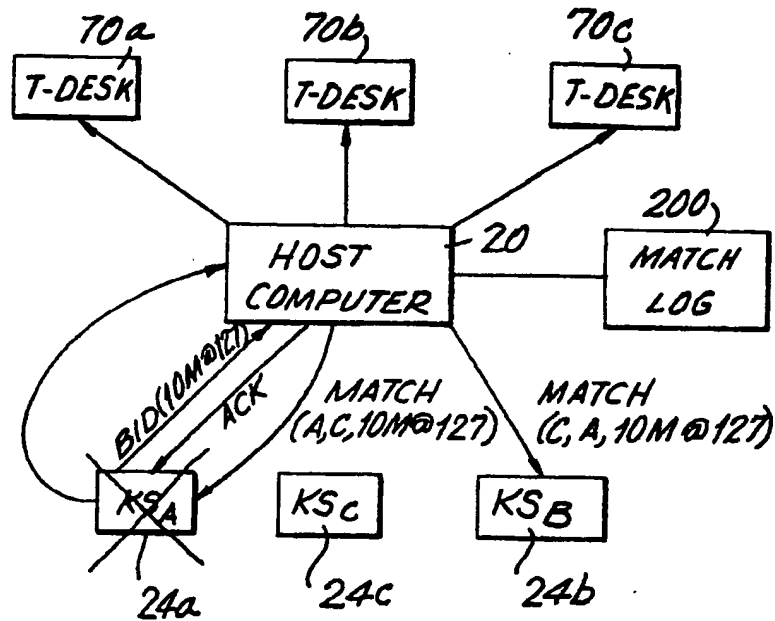 70a
70b
70c
T-DESK
T-DESK
T-DESK
20
200
HOST
COMPUTER
MATCH
LOG
BID(10M@127)
ACK
MATCH
(A,C,10M@127)
MATCH
(C,A,10M@127)
KSA
KSC
KSB
24a
24c
24b